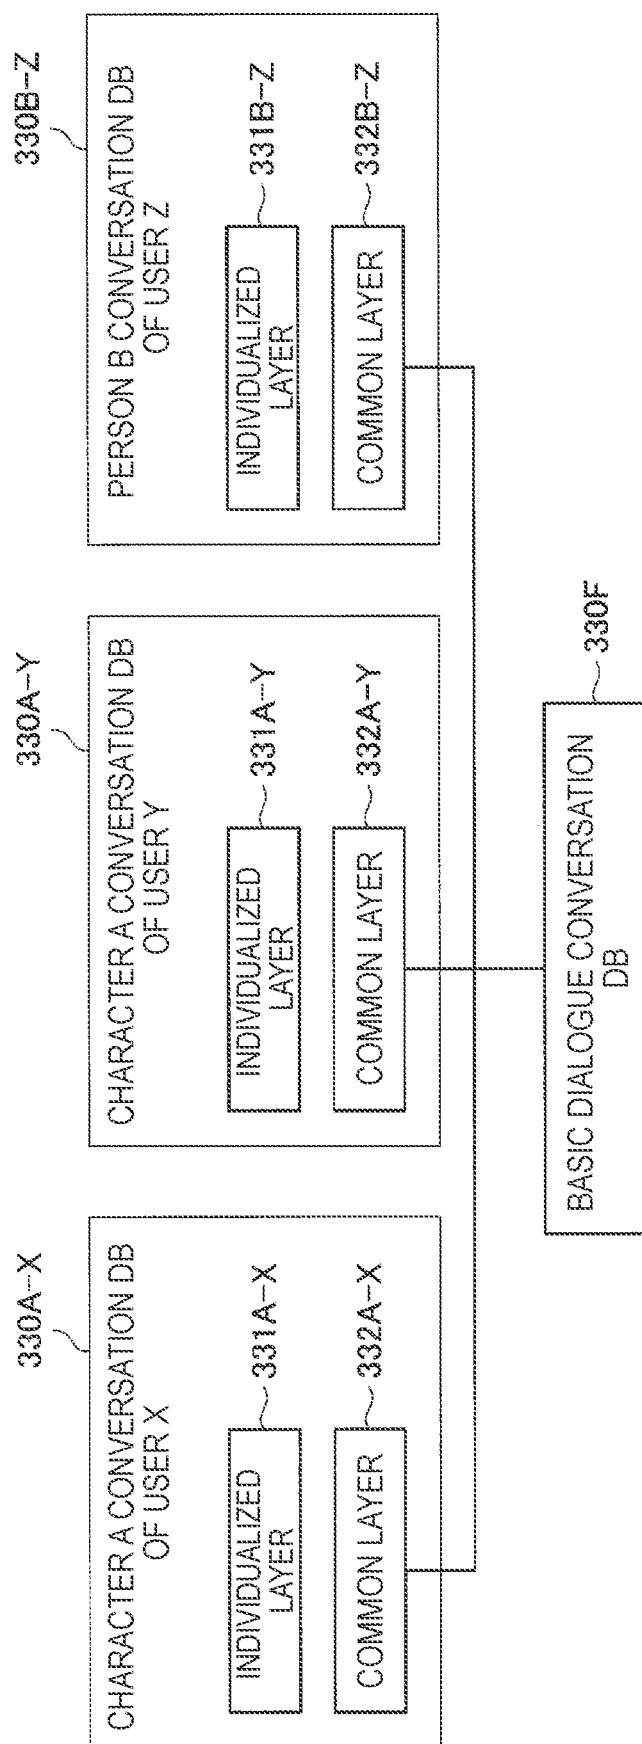 330A-X
CHARACTER A CONVERSATION DB
OF USER X
INDIVIDUALIZED
LAYER
331A-X
COMMON LAYER
332A-X
330A-Y
CHARACTER A CONVERSATION DB
OF USER Y
INDIVIDUALIZED
LAYER
331A-Y
COMMON LAYER
332A-Y
330B-Z
PERSON B CONVERSATION DB
OF USER Z
INDIVIDUALIZED
LAYER
331B-Z
COMMON LAYER
332B-Z
330F
BASIC DIALOGUE CONVERSATION
DB